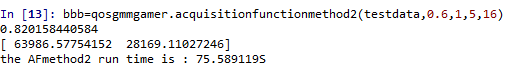 In [13]: bbb=qosgmmgamer.acquisitionfunctionmethod2(testdata,0.6,1,5,16)
0.820158440584
[ 63986.57754152  28169.11027246]
the AFmethod2 run time is : 75.589119S